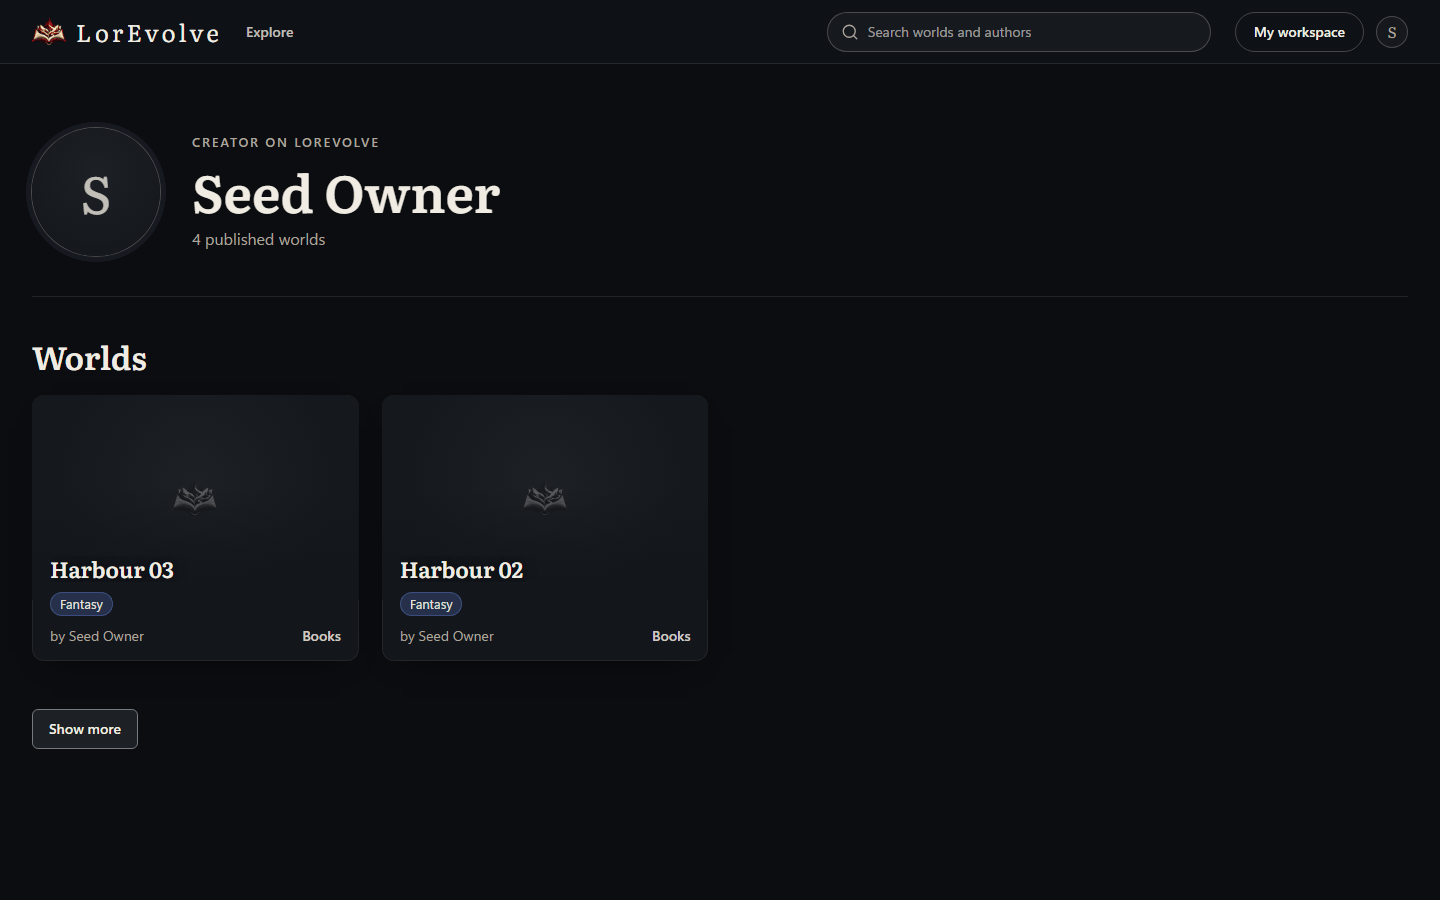 LorEvolve Explore Search worlds and authors My workspace S
S
CREATOR ON LOREVOLVE
Seed Owner
4 published worlds
Worlds
Harbour 03
Fantasy
by Seed Owner Books
Harbour 02
Fantasy
by Seed Owner Books
Show more